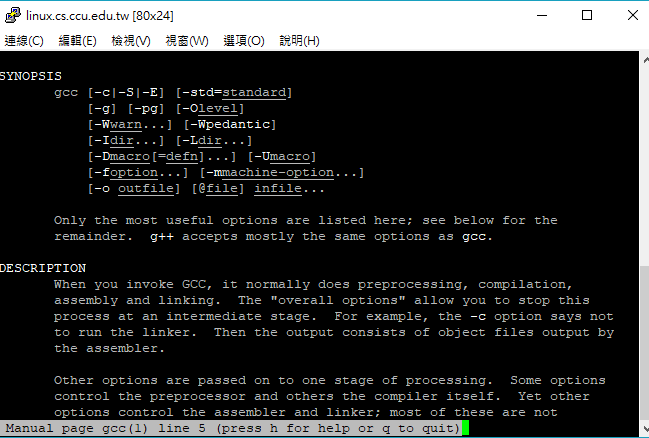 linux.cs.ccu.edu.tw [80x24]
連線(C) 編輯(E) 檢視(V) 視窗(W) 選項(O) 說明(H)
SYNOPSIS
gcc [-c|-S|-E] [-std=standard]
[-g] [-pg] [-Olevel]
[-Wwarn...] [-Wpedantic]
[-Idir...] [-Ldir...]
[-Dmacro[=defn]...] [-Umacro]
[-foption...] [-mmachine-option...]
[-o outfile] [@file] infile...
Only the most useful options are listed here; see below for the
remainder.  g++ accepts mostly the same options as gcc.
DESCRIPTION
When you invoke GCC, it normally does preprocessing, compilation,
assembly and linking.  The "overall options" allow you to stop this
process at an intermediate stage.  For example, the -c option says not
to run the linker.  Then the output consists of object files output by
the assembler.
Other options are passed on to one stage of processing.  Some options
control the preprocessor and others the compiler itself.  Yet other
options control the assembler and linker; most of these are not
Manual page gcc(1) line 5 (press h for help or q to quit)